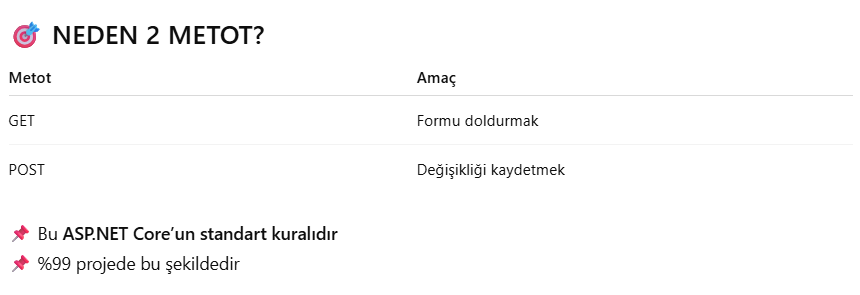 🎯 NEDEN 2 METOT?
Metot Amaç
GET Formu doldurmak
POST Değişikliği kaydetmek
📌 Bu ASP.NET Core’un standart kuralıdır
📌 %99 projede bu şekildedir